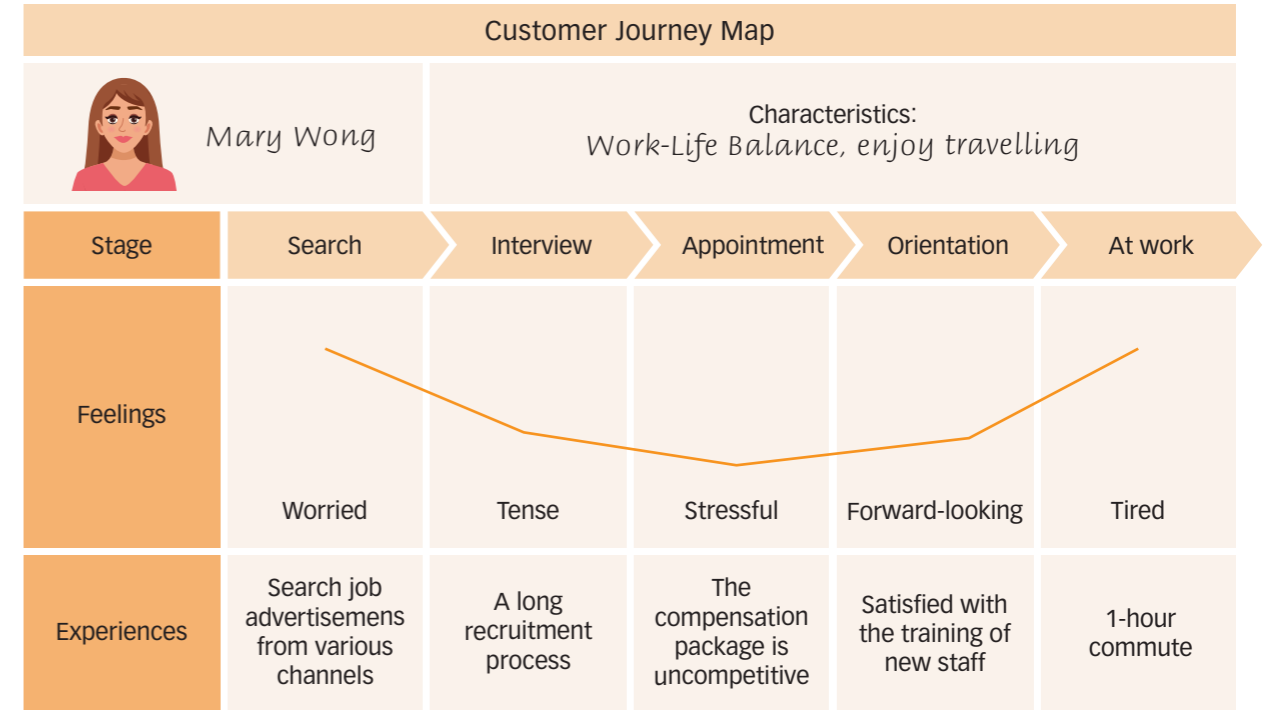 Customer Journey Map
Mary Wong
Characteristics:
Work-Life Balance, enjoy travelling
Stage
Search
Interview
Appointment
Orientation
At work
Feelings
Worried
Tense
Stressful
Forward-looking
Tired
Experiences
Search job
advertisemens
from various
channels
A long
recruitment
process
The
compensation
package is
uncompetitive
Satisfied with
the training of
new staff
1-hour
commute